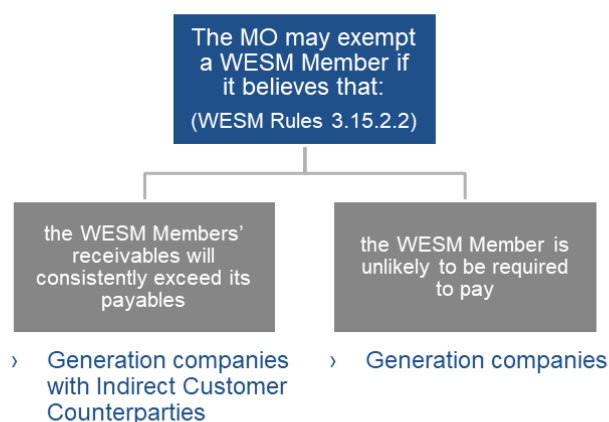 The MO may exempt
a WESM Member if
it believes that:
(WESM Rules 3.15.2.2)
the WESM Members’
receivables will
consistently exceed its
payables
the WESM Member is
unlikely to be required
to pay
› Generation companies
with Indirect Customer
Counterparties
› Generation companies